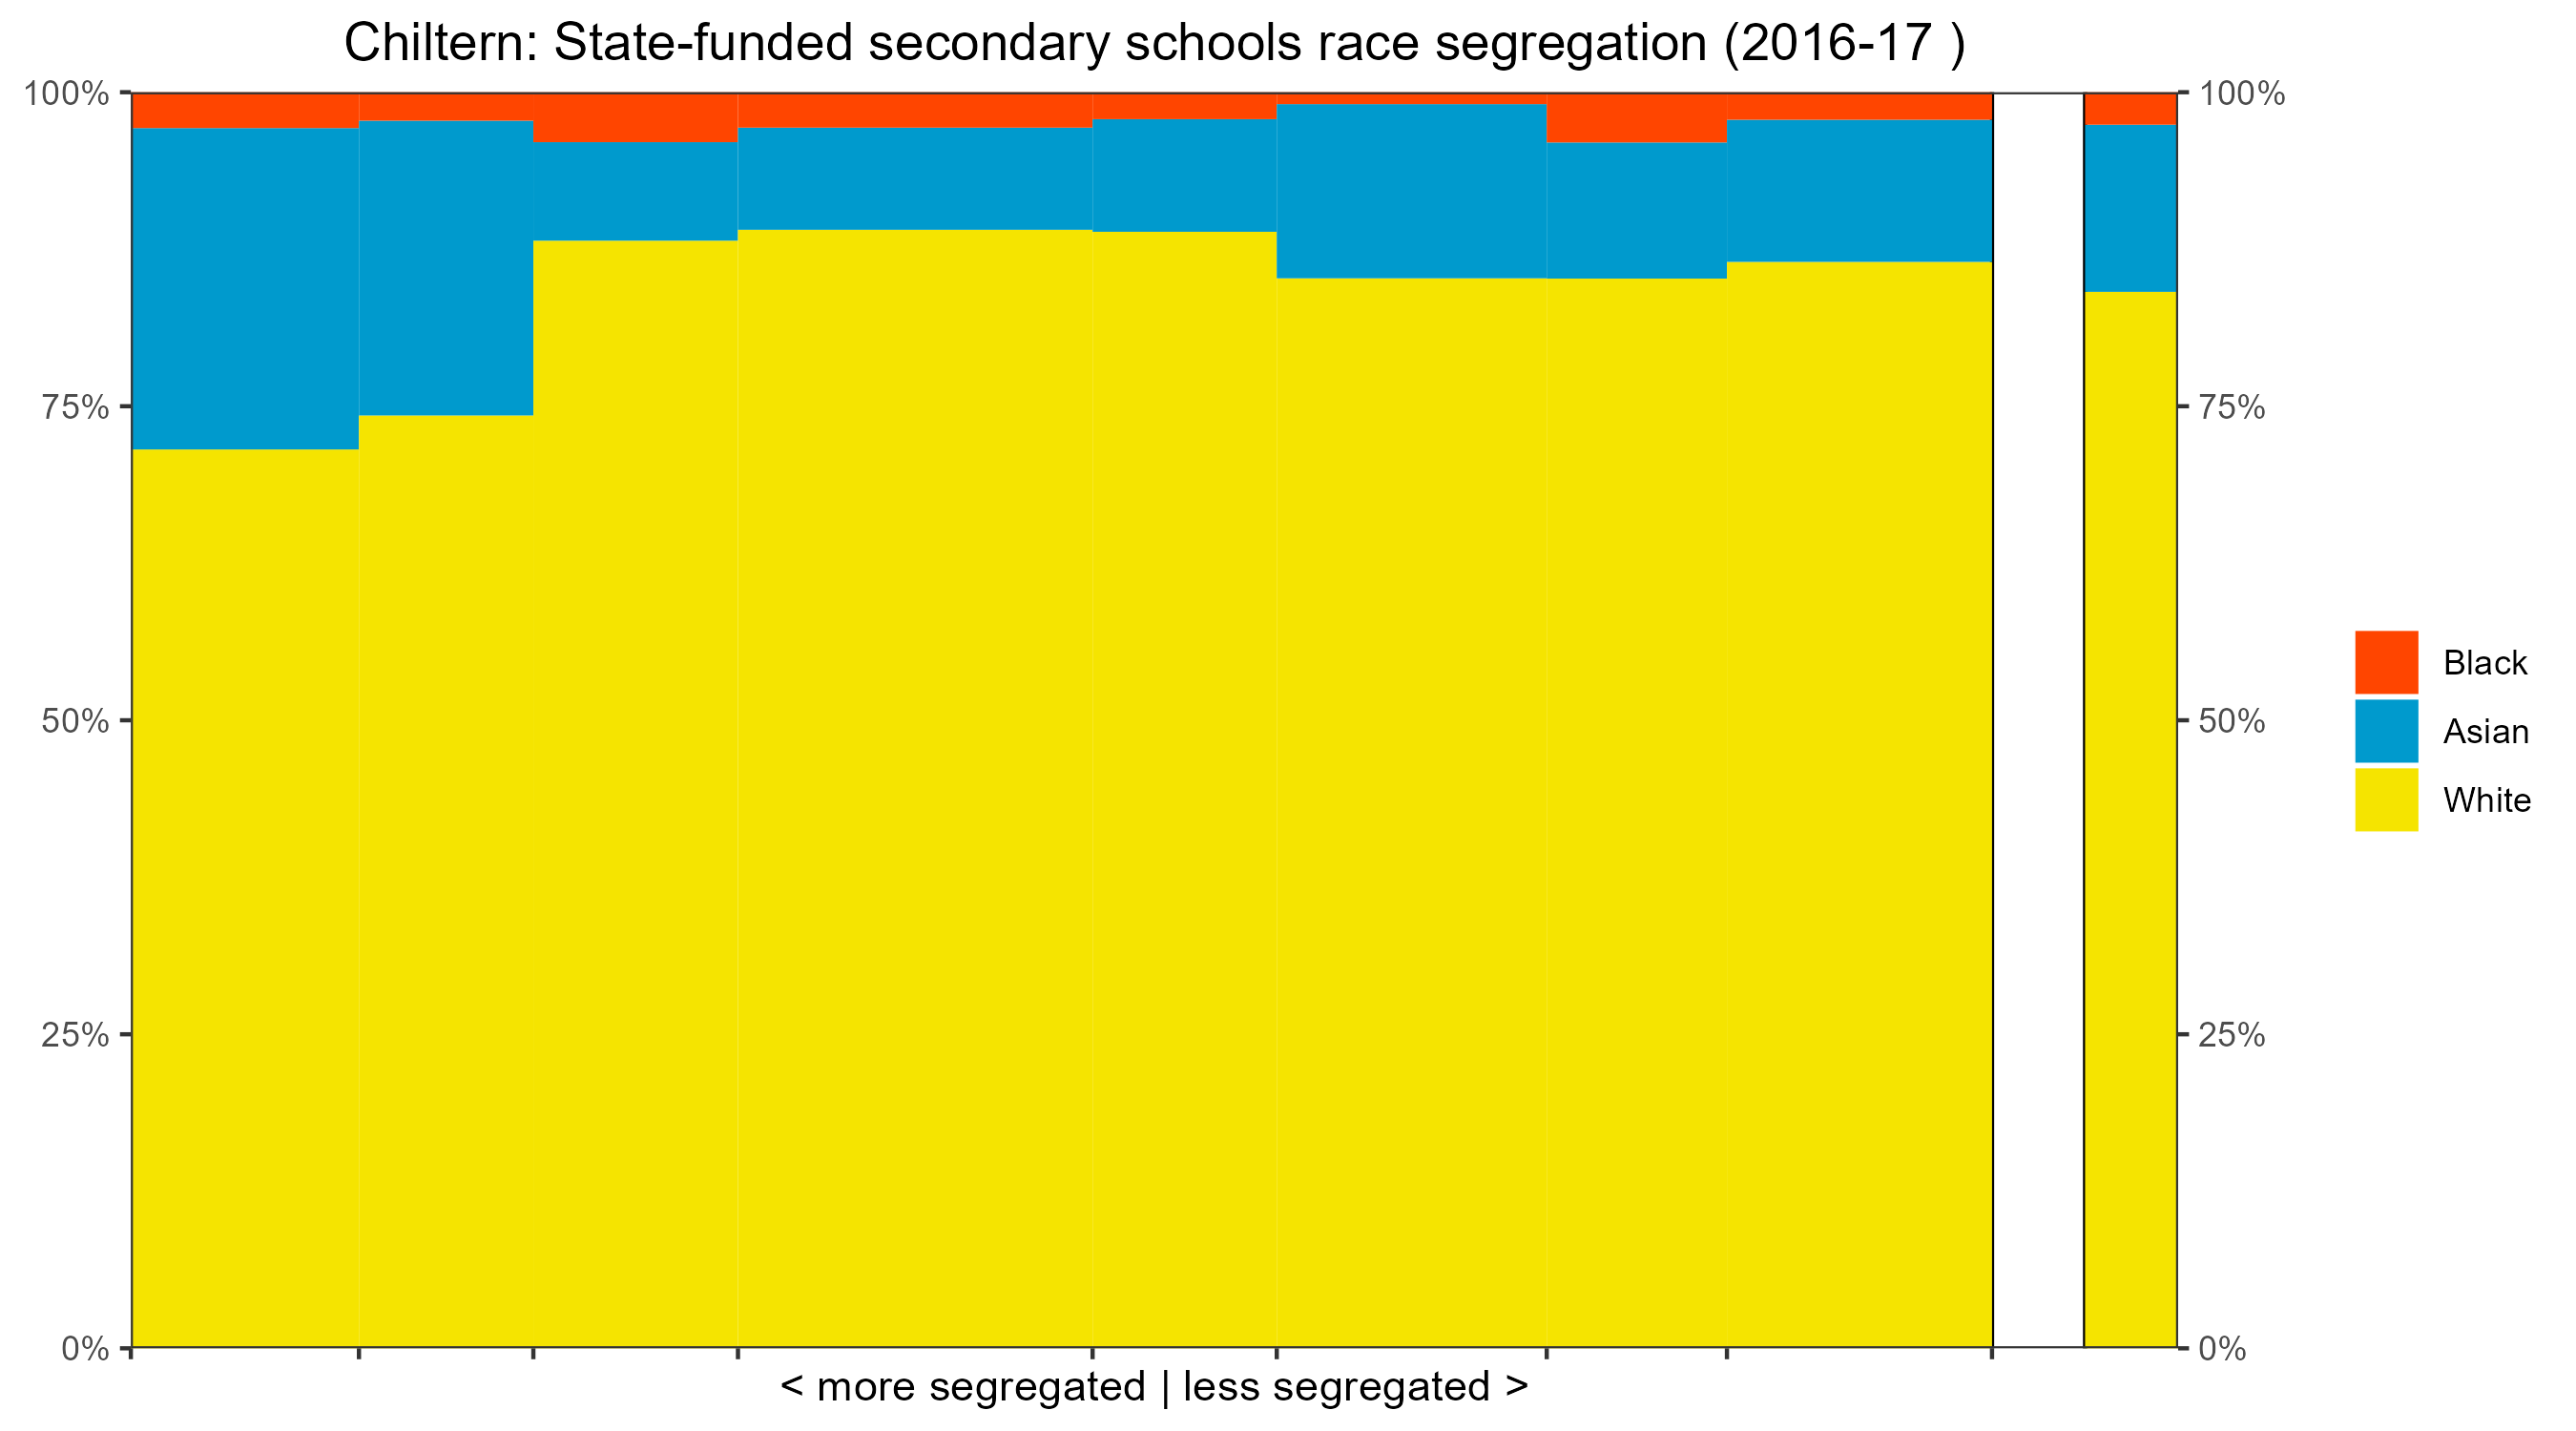 Chiltern: State-funded secondary schools race segregation (2016-17 )
100%
75%
50%
25%
0%
100%
75%
50%
25%
0%
Black
Asian
White
< more segregated | less segregated >